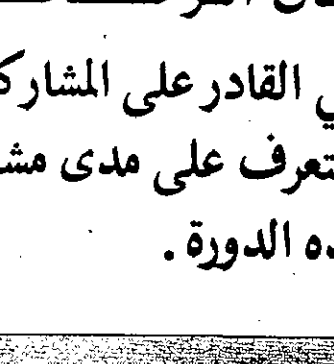 القادر على المشارك
تعرف على مدى مش
الدورة .